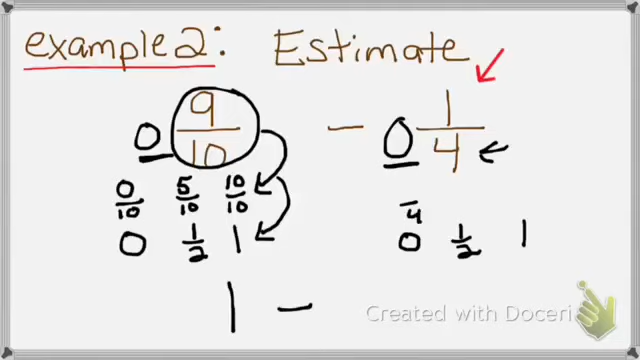 example 2: Estimate
0 9/10 - 0 1/4
0/10 5/10 10/10 _/4
0 1/2 1 0 1/2 1
1 -
Created with Doceri